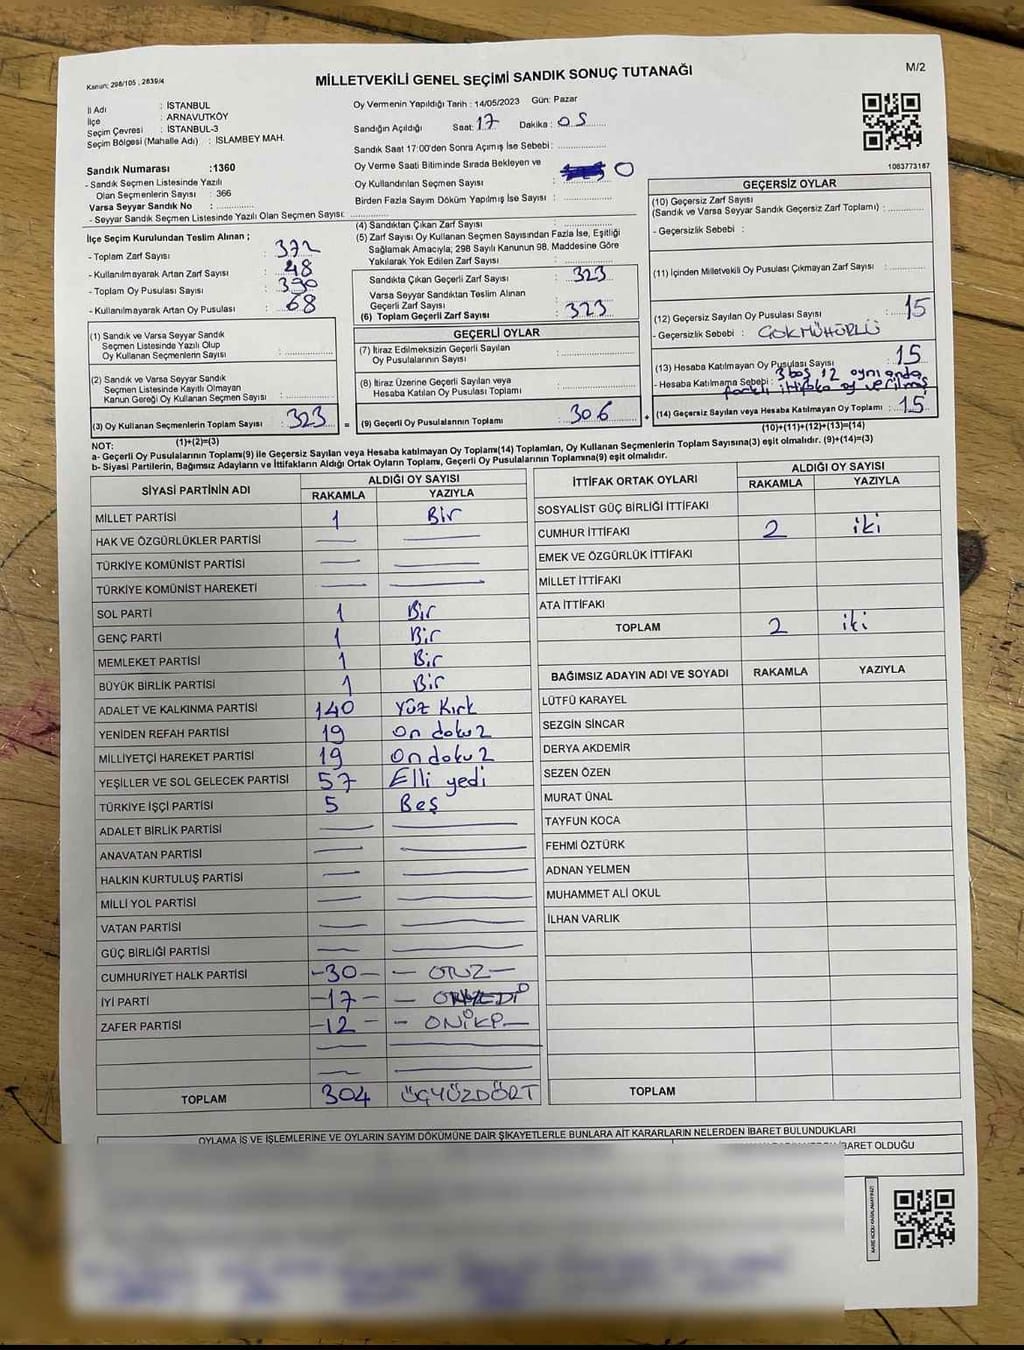 Kanun; 298/105 , 2839/4
MİLLETVEKİLİ GENEL SEÇİMİ SANDIK SONUÇ TUTANAĞI
M/2
İl Adı : İSTANBUL
İlçe : ARNAVUTKÖY
Seçim Çevresi : İSTANBUL-3
Seçim Bölgesi (Mahalle Adı) : İSLAMBEY MAH.
Oy Vermenin Yapıldığı Tarih : 14/05/2023 Gün: Pazar
Sandığın Açıldığı Saat: 17 Dakika: 05
Sandık Saat 17:00'den Sonra Açımış İse Sebebi:
Oy Verme Saati Bitiminde Sırada Bekleyen ve
Oy Kullandırılan Seçmen Sayısı : 0
Birden Fazla Sayım Döküm Yapılmış İse Sayısı :
1083773187
Sandık Numarası :1360
- Sandık Seçmen Listesinde Yazılı
Olan Seçmenlerin Sayısı : 366
Varsa Seyyar Sandık No :
- Seyyar Sandık Seçmen Listesinde Yazılı Olan Seçmen Sayısı:
İlçe Seçim Kurulundan Teslim Alınan ;
- Toplam Zarf Sayısı : 372
- Kullanılmayarak Artan Zarf Sayısı : 48
- Toplam Oy Pusulası Sayısı : 390
- Kullanılmayarak Artan Oy Pusulası : 68
(1) Sandık ve Varsa Seyyar Sandık
Seçmen Listesinde Yazılı Olup
Oy Kullanan Seçmenlerin Sayısı :
(2) Sandık ve Varsa Seyyar Sandık
Seçmen Listesinde Kayıtlı Olmayan
Kanun Gereği Oy Kullanan Seçmen Sayısı :
(3) Oy Kullanan Seçmenlerin Toplam Sayısı : 323
(1)+(2)=(3)
(4) Sandıktan Çıkan Zarf Sayısı :
(5) Zarf Sayısı Oy Kullanan Seçmen Sayısından Fazla İse, Eşitliği
Sağlamak Amacıyla; 298 Sayılı Kanunun 98. Maddesine Göre
Yakılarak Yok Edilen Zarf Sayısı :
Sandıkta Çıkan Geçerli Zarf Sayısı : 323
Varsa Seyyar Sandıktan Teslim Alınan
Geçerli Zarf Sayısı :
(6) Toplam Geçerli Zarf Sayısı : 323
GEÇERLİ OYLAR
(7) İtiraz Edilmeksizin Geçerli Sayılan
Oy Pusulalarının Sayısı :
(8) İtiraz Üzerine Geçerli Sayılan veya
Hesaba Katılan Oy Pusulası Toplamı :
= (9) Geçerli Oy Pusulalarının Toplamı : 306
GEÇERSİZ OYLAR
(10) Geçersiz Zarf Sayısı
(Sandık ve Varsa Seyyar Sandık Geçersiz Zarf Toplamı) :
- Geçersizlik Sebebi :
(11) İçinden Milletvekili Oy Pusulası Çıkmayan Zarf Sayısı :
(12) Geçersiz Sayılan Oy Pusulası Sayısı : 15
- Geçersizlik Sebebi : ÇOKMÜHÜRLÜ
(13) Hesaba Katılmayan Oy Pusulası Sayısı : 15
- Hesaba Katılmama Sebebi : 3 boş 12 aynı anda
farklı ittifaka oy verilmiş
+ (14) Geçersiz Sayılan veya Hesaba Katılmayan Oy Toplamı : 15
(10)+(11)+(12)+(13)=(14)
NOT:
a- Geçerli Oy Pusulalarının Toplam(9) ile Geçersiz Sayılan veya Hesaba katılmayan Oy Toplam(14) Toplamları, Oy Kullanan Seçmenlerin Toplam Sayısına(3) eşit olmalıdır. (9)+(14)=(3)
b- Siyasi Partilerin, Bağımsız Adayların ve İttifakların Aldığı Ortak Oyların Toplamı, Geçerli Oy Pusulalarının Toplamına(9) eşit olmalıdır.
SİYASİ PARTİNİN ADI ALDIĞI OY SAYISI
RAKAMLA YAZIYLA
MİLLET PARTİSİ 1 Bir
HAK VE ÖZGÜRLÜKLER PARTİSİ — —
TÜRKİYE KOMÜNİST PARTİSİ — —
TÜRKİYE KOMÜNİST HAREKETİ — —
SOL PARTİ 1 Bir
GENÇ PARTİ 1 Bir
MEMLEKET PARTİSİ 1 Bir
BÜYÜK BİRLİK PARTİSİ 1 Bir
ADALET VE KALKINMA PARTİSİ 140 Yüz Kırk
YENİDEN REFAH PARTİSİ 19 On dokuz
MİLLİYETÇİ HAREKET PARTİSİ 19 On dokuz
YEŞİLLER VE SOL GELECEK PARTİSİ 57 Elli yedi
TÜRKİYE İŞÇİ PARTİSİ 5 Beş
ADALET BİRLİK PARTİSİ — —
ANAVATAN PARTİSİ — —
HALKIN KURTULUŞ PARTİSİ — —
MİLLİ YOL PARTİSİ — —
VATAN PARTİSİ — —
GÜÇ BİRLİĞİ PARTİSİ — —
CUMHURİYET HALK PARTİSİ -30- - OTUZ -
İYİ PARTİ -17- - ONYEDİ
ZAFER PARTİSİ -12- - ONİKİ -
TOPLAM 304 ÜÇYÜZDÖRT
İTTİFAK ORTAK OYLARI ALDIĞI OY SAYISI
RAKAMLA YAZIYLA
SOSYALİST GÜÇ BİRLİĞİ İTTİFAKI
CUMHUR İTTİFAKI 2 iki
EMEK VE ÖZGÜRLÜK İTTİFAKI
MİLLET İTTİFAKI
ATA İTTİFAKI
TOPLAM 2 iki
BAĞIMSIZ ADAYIN ADI VE SOYADI RAKAMLA YAZIYLA
LÜTFÜ KARAYEL
SEZGİN SİNCAR
DERYA AKDEMİR
SEZEN ÖZEN
MURAT ÜNAL
TAYFUN KOCA
FEHMİ ÖZTÜRK
ADNAN YELMEN
MUHAMMET ALİ OKUL
İLHAN VARLIK
TOPLAM
OYLAMA İŞ VE İŞLEMLERİNE VE OYLARIN SAYIM DÖKÜMÜNE DAİR ŞİKAYETLERLE BUNLARA AİT KARARLARIN NELERDEN İBARET BULUNDUKLARI
İBARET OLDUĞU